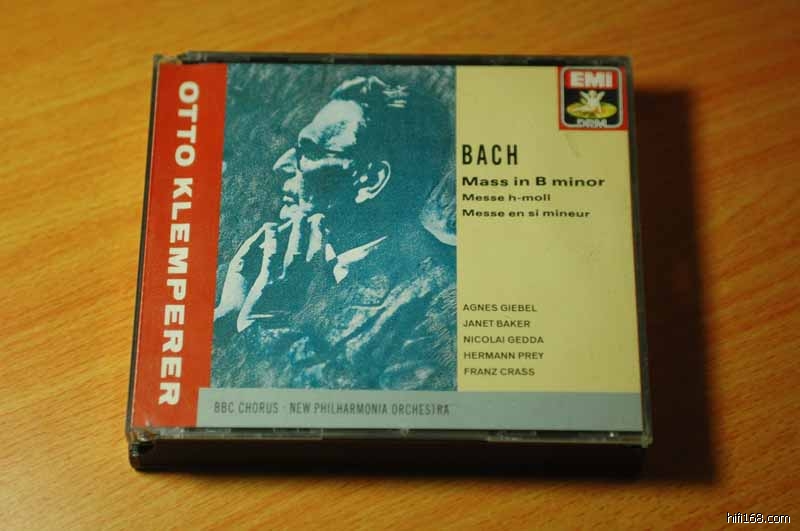 OTTO KLEMPERER
EMI
DRM
BACH
Mass in B minor
Messe h-moll
Messe en si mineur
AGNES GIEBEL
JANET BAKER
NICOLAI GEDDA
HERMANN PREY
FRANZ CRASS
BBC CHORUS · NEW PHILHARMONIA ORCHESTRA
hifi168.com